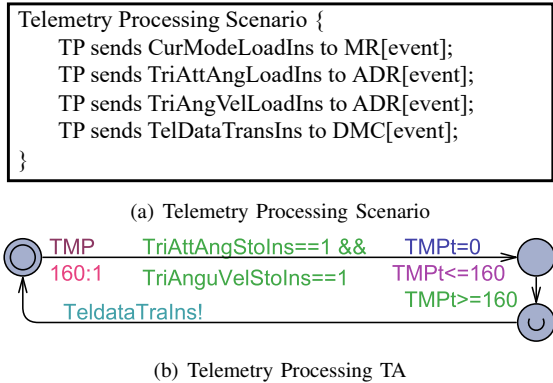 Telemetry Processing Scenario {
TP sends CurModeLoadIns to MR[event];
TP sends TriAttAngLoadIns to ADR[event];
TP sends TriAngVelLoadIns to ADR[event];
TP sends TelDataTransIns to DMC[event];
}
(a) Telemetry Processing Scenario
TMP TriAttAngStoIns==1 && TMPt=0
160:1 TriAnguVelStoIns==1 TMPt<=160
TMPt>=160
TeldataTraIns!
(b) Telemetry Processing TA